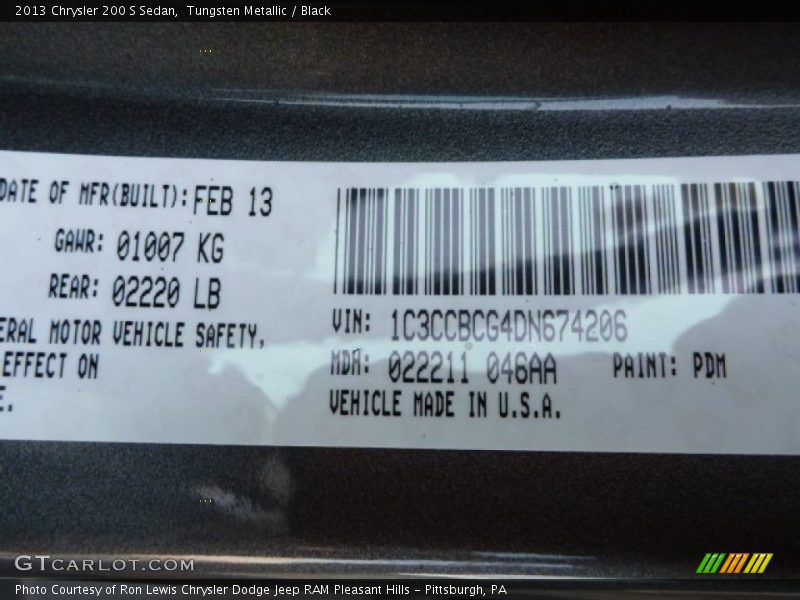 2013 Chrysler 200 S Sedan, Tungsten Metallic / Black
DATE OF MFR(BUILT): FEB 13
GAWR: 01007 KG
REAR: 02220 LB
ERAL MOTOR VEHICLE SAFETY,
EFFECT ON
E.
VIN: 1C3CCBCG4DN674206
MDH: 022211 046AA PAINT: PDM
VEHICLE MADE IN U.S.A.
GTCARLOT.COM
Photo Courtesy of Ron Lewis Chrysler Dodge Jeep RAM Pleasant Hills - Pittsburgh, PA